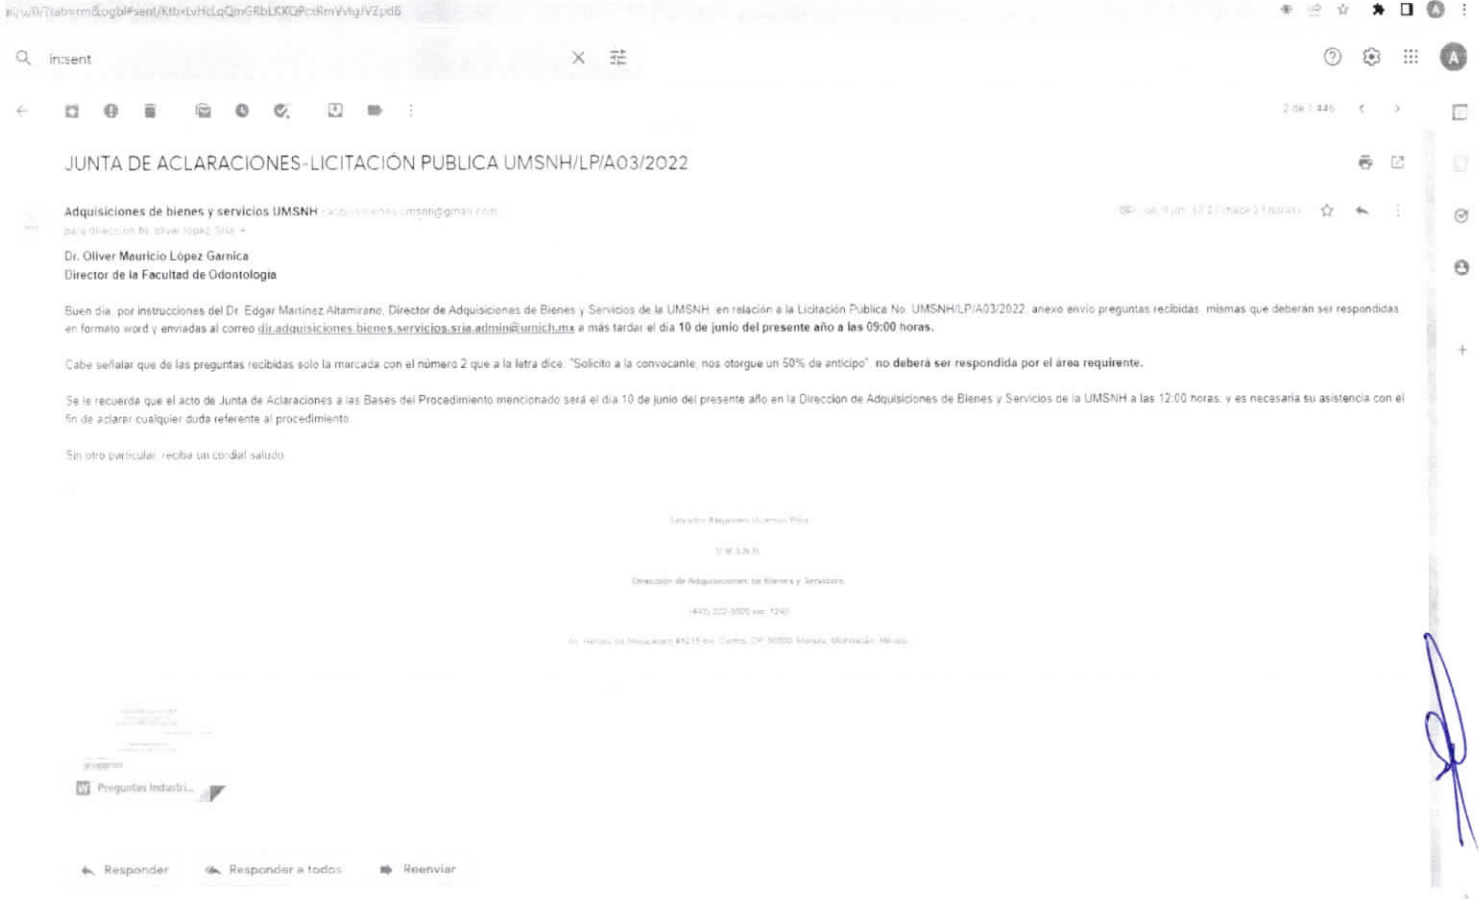 in:sent
2 de 1,446
JUNTA DE ACLARACIONES-LICITACIÓN PUBLICA UMSNH/LP/A03/2022
Adquisiciones de bienes y servicios UMSNH
Dr. Oliver Mauricio López Garnica
Director de la Facultad de Odontología
Buen día, por instrucciones del Dr. Edgar Martínez Altamirano, Director de Adquisiciones de Bienes y Servicios de la UMSNH, en relación a la Licitación Pública No. UMSNH/LP/A03/2022, anexo envío preguntas recibidas, mismas que deberán ser respondidas
en formato word y enviadas al correo dir.adquisiciones.bienes.servicios.sria.admin@umich.mx a más tardar el día 10 de junio del presente año a las 09:00 horas.
Cabe señalar que de las preguntas recibidas solo la marcada con el número 2 que a la letra dice: "Solicito a la convocante, nos otorgue un 50% de anticipo", no deberá ser respondida por el área requirente.
Se le recuerda que el acto de Junta de Aclaraciones a las Bases del Procedimiento mencionado será el día 10 de junio del presente año en la Dirección de Adquisiciones de Bienes y Servicios de la UMSNH a las 12:00 horas, y es necesaria su asistencia con el
fin de aclarar cualquier duda referente al procedimiento.
Sin otro particular, reciba un cordial saludo
Dirección de Adquisiciones de Bienes y Servicios
W Preguntas Industri...
Responder Responder a todos Reenviar